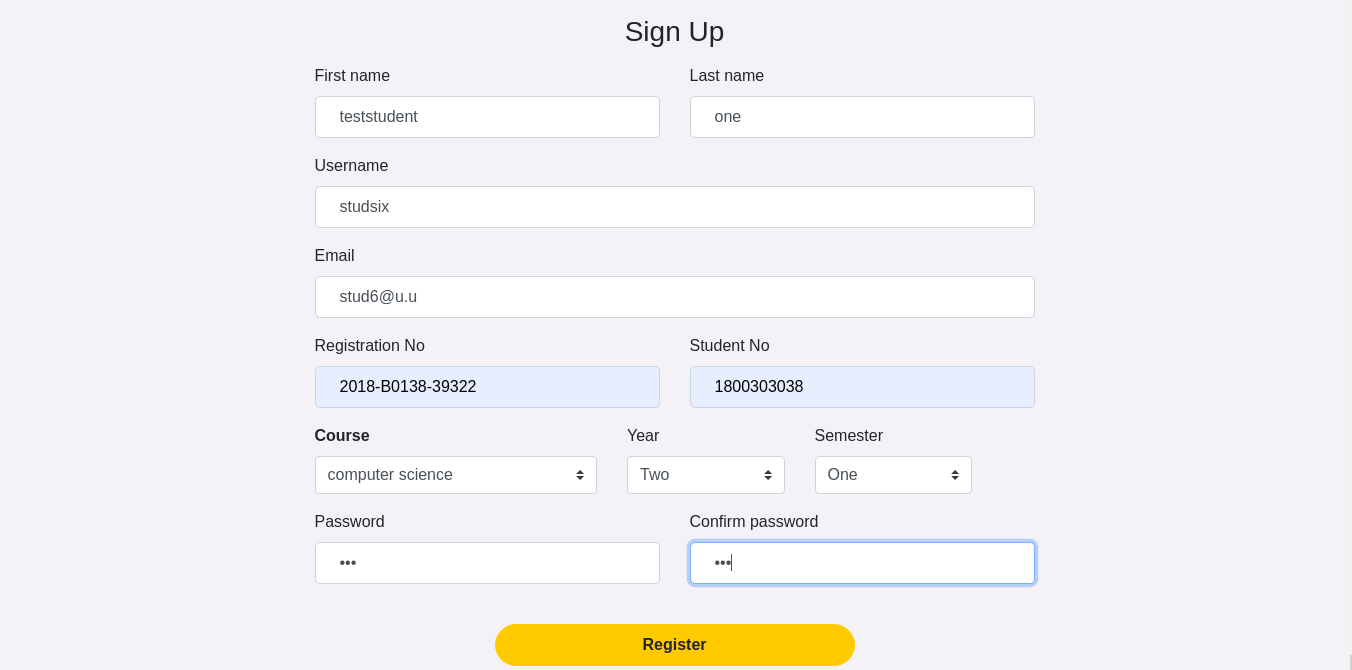 Sign Up
First name Last name
teststudent one
Username
studsix
Email
stud6@u.u
Registration No Student No
2018-B0138-39322 1800303038
Course Year Semester
computer science Two One
Password Confirm password
••• •••
Register